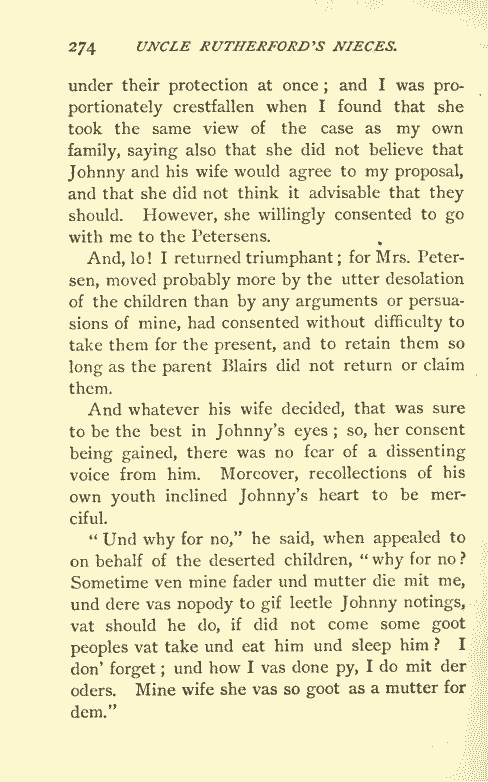 274 UNCLE RUTHERFORD'S NIECES.
under their protection at once; and I was pro-
portionately crestfallen when I found that she
took the same view of the case as my own
family, saying also that she did not believe that
Johnny and his wife would agree to my proposal,
and that she did not think it advisable that they
should. However, she willingly consented to go
with me to the Petersens.
And, lo! I returned triumphant; for Mrs. Peter-
sen, moved probably more by the utter desolation
of the children than by any arguments or persua-
sions of mine, had consented without difficulty to
take them for the present, and to retain them so
long as the parent Blairs did not return or claim
them.
And whatever his wife decided, that was sure
to be the best in Johnny's eyes; so, her consent
being gained, there was no fear of a dissenting
voice from him. Moreover, recollections of his
own youth inclined Johnny's heart to be mer-
ciful.
"Und why for no," he said, when appealed to
on behalf of the deserted children, "why for no?
Sometime ven mine fader und mutter die mit me,
und dere vas nopody to gif leetle Johnny notings,
vat should he do, if did not come some goot
peoples vat take und eat him und sleep him? I
don' forget; und how I vas done py, I do mit der
oders. Mine wife she vas so goot as a mutter for
dem."